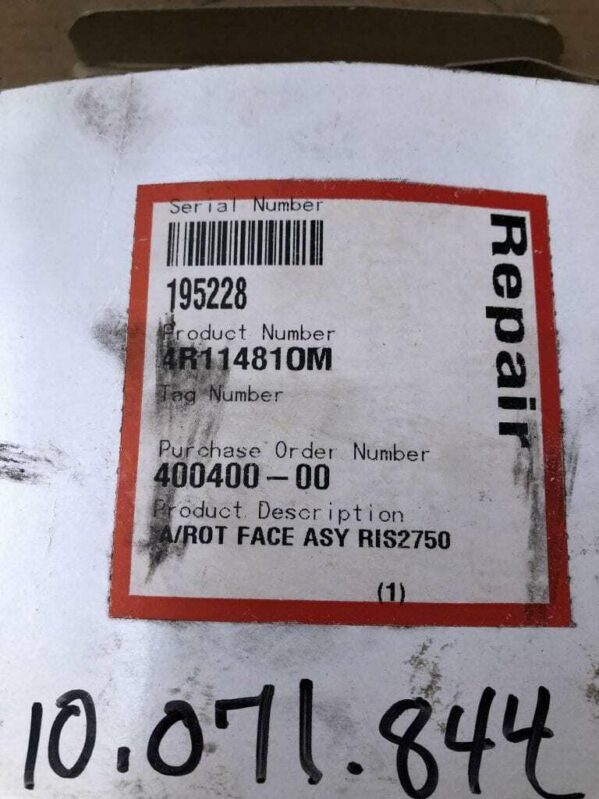 Serial Number
195228
Product Number
4R114810M
Tag Number
Purchase Order Number
400400-00
Product Description
A/ROT FACE ASY RIS2750
(1)
Repair
10.071.844